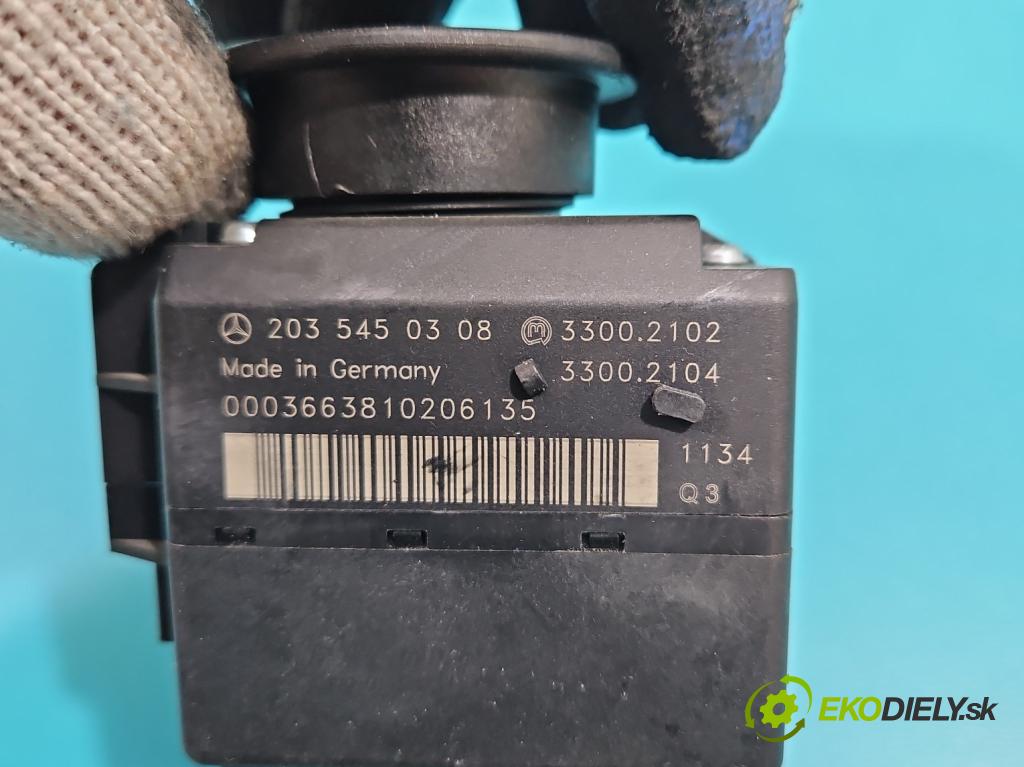 203 545 03 08 3300.2102
Made in Germany 3300.2104
0003663810206135
1134
Q3
EKODIELY.sk